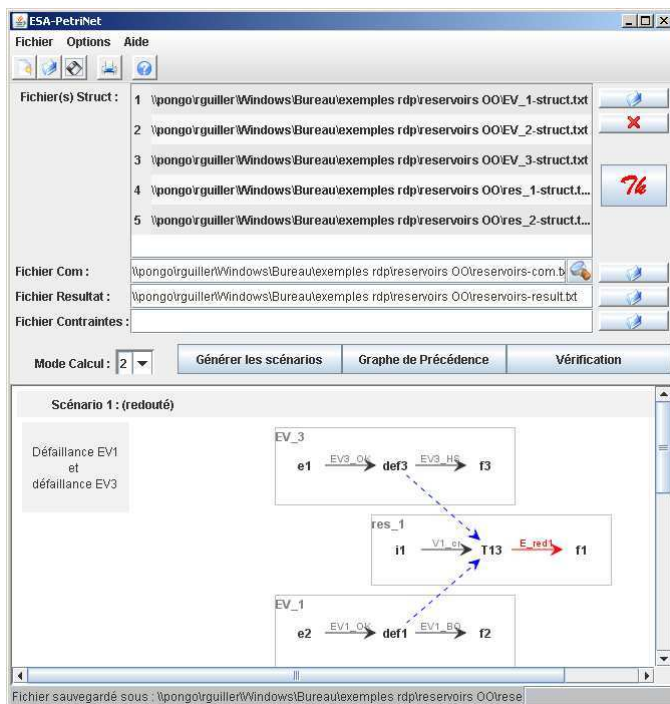 ESA-PetriNet
Fichier Options Aide
Fichier(s) Struct :
1 \\pongo\rguiller\Windows\Bureau\exemples rdp\reservoirs OO\EV_1-struct.txt
2 \\pongo\rguiller\Windows\Bureau\exemples rdp\reservoirs OO\EV_2-struct.txt
3 \\pongo\rguiller\Windows\Bureau\exemples rdp\reservoirs OO\EV_3-struct.txt
4 \\pongo\rguiller\Windows\Bureau\exemples rdp\reservoirs OO\res_1-struct.t...
5 \\pongo\rguiller\Windows\Bureau\exemples rdp\reservoirs OO\res_2-struct.t...
Tk
Fichier Com : \\pongo\rguiller\Windows\Bureau\exemples rdp\reservoirs OO\reservoirs-com.tx
Fichier Resultat : \\pongo\rguiller\Windows\Bureau\exemples rdp\reservoirs OO\reservoirs-result.txt
Fichier Contraintes :
Mode Calcul : 2 Générer les scénarios Graphe de Précédence Vérification
Scénario 1 : (redouté)
Défaillance EV1
et
défaillance EV3
EV_3
e1 EV3_OK def3 EV3_HS f3
res_1
i1 V1_cr T13 E_red1 f1
EV_1
e2 EV1_OK def1 EV1_BO f2
Fichier sauvegardé sous : \\pongo\rguiller\Windows\Bureau\exemples rdp\reservoirs OO\rese